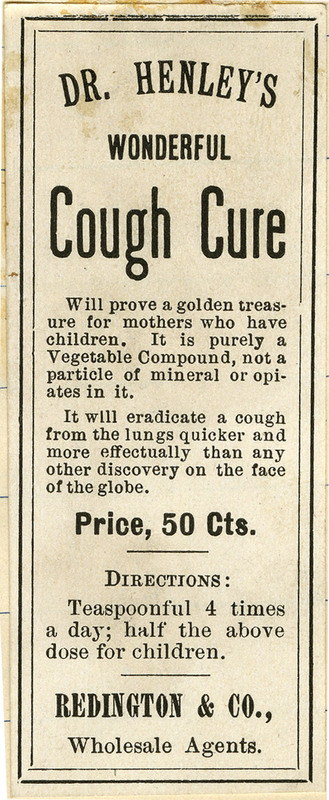 DR. HENLEY'S
WONDERFUL
Cough Cure
Will prove a golden treas-
ure for mothers who have
children. It is purely a
Vegetable Compound, not a
particle of mineral or opi-
ates in it.
It will eradicate a cough
from the lungs quicker and
more effectually than any
other discovery on the face
of the globe.
Price, 50 Cts.
DIRECTIONS:
Teaspoonful 4 times
a day; half the above
dose for children.
REDINGTON & CO.,
Wholesale Agents.